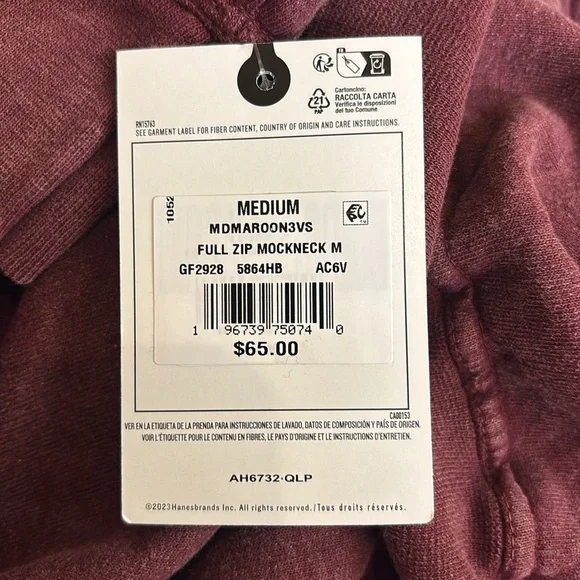 FR
21
PAP
Cartoncino:
RACCOLTA CARTA
Verifica le disposizioni
del tuo Comune
RN15763
SEE GARMENT LABEL FOR FIBER CONTENT, COUNTRY OF ORIGIN AND CARE INSTRUCTIONS.
1052
MEDIUM
MDMAROON3VS
FULL ZIP MOCKNECK M
GF2928 5864HB AC6V
1 96739 75074 0
$65.00
CA00153
VER EN LA ETIQUETA DE LA PRENDA PARA INSTRUCCIONES DE LAVADO, DATOS DE COMPOSICIÓN Y PAÍS DE ORIGEN.
VOIR L'ÉTIQUETTE POUR LE CONTENU EN FIBRES, LE PAYS D'ORIGINE ET LE INSTRUCTIONS D'ENTRETIEN.
AH6732-QLP
©2023 Hanesbrands Inc. All rights reserved./Tous droits réservés.